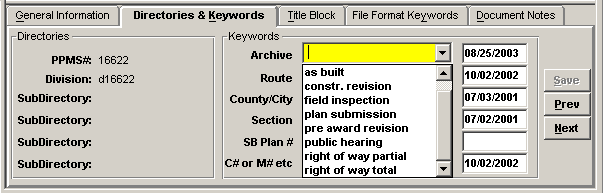 General Information Directories & Keywords Title Block File Format Keywords Document Notes
Directories
PPMS#: 16622
Division: d16622
SubDirectory:
SubDirectory:
SubDirectory:
SubDirectory:
Keywords
Archive 08/25/2003
Route 10/02/2002
County/City 07/03/2001
Section 07/02/2001
SB Plan #
C# or M# etc 10/02/2002
as built
constr. revision
field inspection
plan submission
pre award revision
public hearing
right of way partial
right of way total
Save
Prev
Next